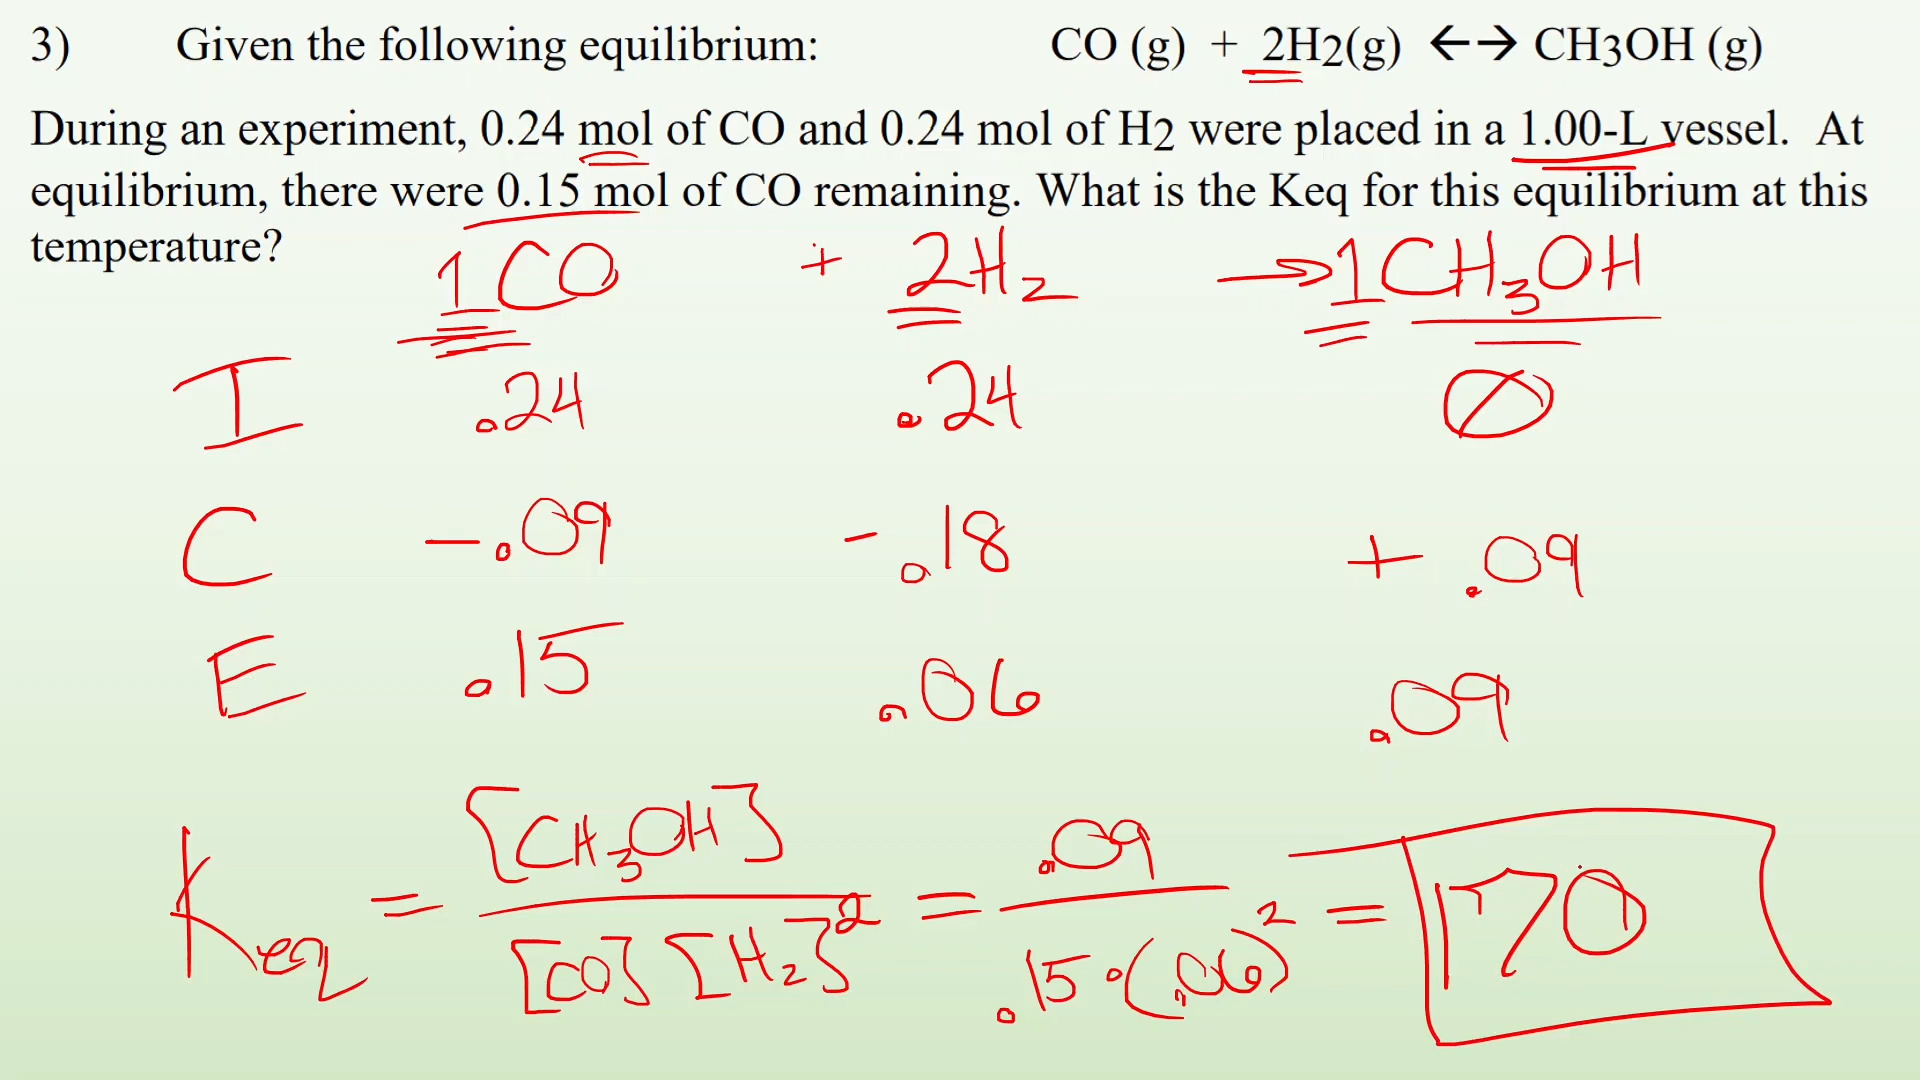 3) Given the following equilibrium: CO (g) + 2H2(g) ←→ CH3OH (g)
During an experiment, 0.24 mol of CO and 0.24 mol of H2 were placed in a 1.00-L vessel. At
equilibrium, there were 0.15 mol of CO remaining. What is the Keq for this equilibrium at this
temperature?
1CO + 2H₂ → 1CH₃OH
I .24 .24 ∅
C -.09 -.18 + .09
E .15 .06 .09
Keq = [CH₃OH] / [CO] [H₂]² = .09 / .15 · (.06)² = 170